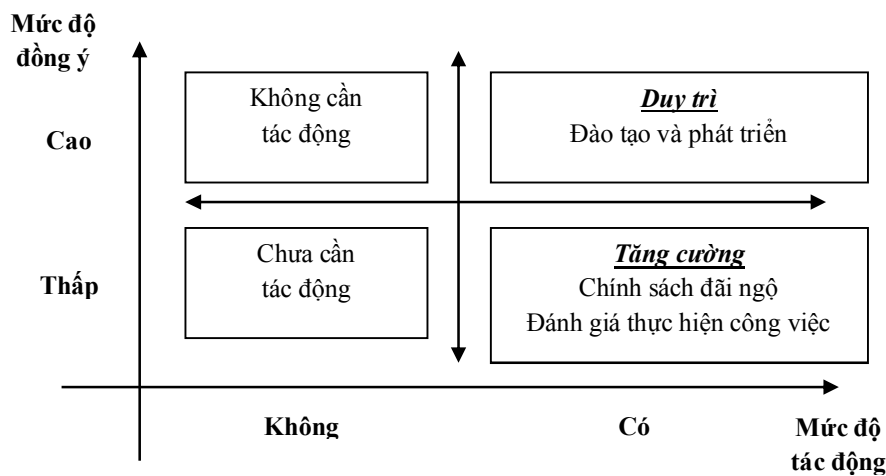 Mức độ
đồng ý
Cao
Không cần
tác động
Duy trì
Đào tạo và phát triển
Thấp
Chưa cần
tác động
Tăng cường
Chính sách đãi ngộ
Đánh giá thực hiện công việc
Không
Có
Mức độ
tác động